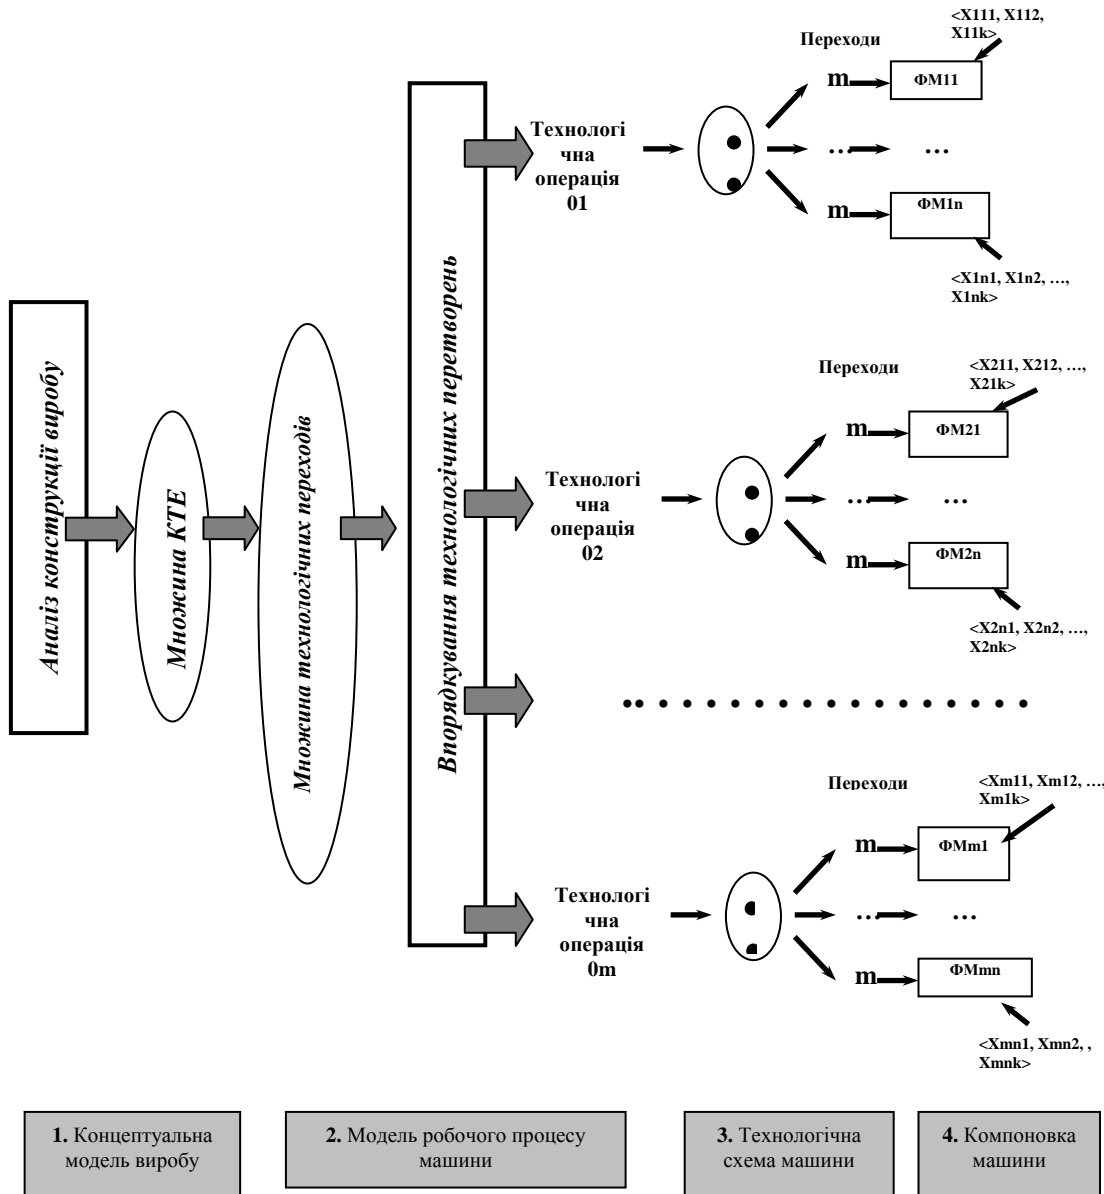 Аналіз конструкції виробу
Множина КТЕ
Множина технологічних переходів
Впорядкування технологічних перетворень
Технологі
чна
операція
01
Переходи
<X111, X112,
X11k>
m
ФМ11
...
...
m
ФМ1n
<X1n1, X1n2, …,
X1nk>
Технологі
чна
операція
02
Переходи
<X211, X212, …,
X21k>
m
ФМ21
...
...
m
ФМ2n
<X2n1, X2n2, …,
X2nk>
Технологі
чна
операція
0m
Переходи
<Xm11, Xm12, …,
Xm1k>
m
ФМm1
...
...
m
ФМmn
<Xmn1, Xmn2, ,
Xmnk>
1. Концептуальна
модель виробу
2. Модель робочого процесу
машини
3. Технологічна
схема машини
4. Компоновка
машини